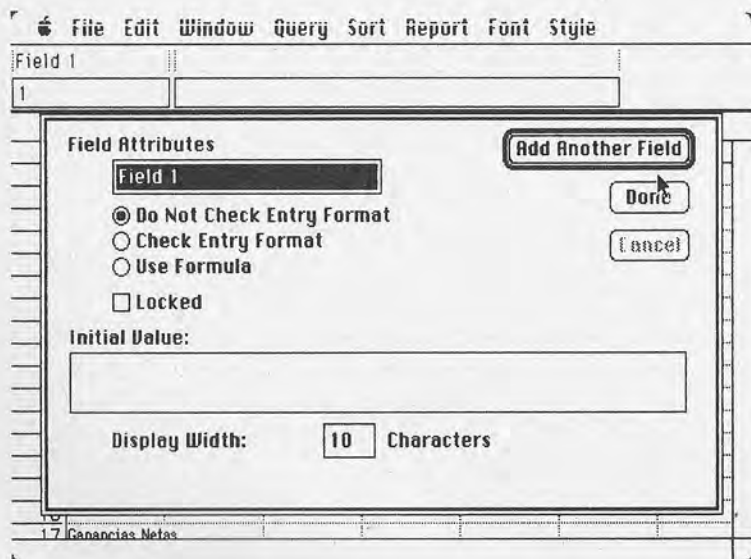 File Edit Window Query Sort Report Font Style
Field 1
1
Field Attributes
Add Another Field
Field 1
Done
Do Not Check Entry Format
Check Entry Format
Cancel
Use Formula
Locked
Initial Value:
Display Width: 10 Characters
17 Ganancias Netas